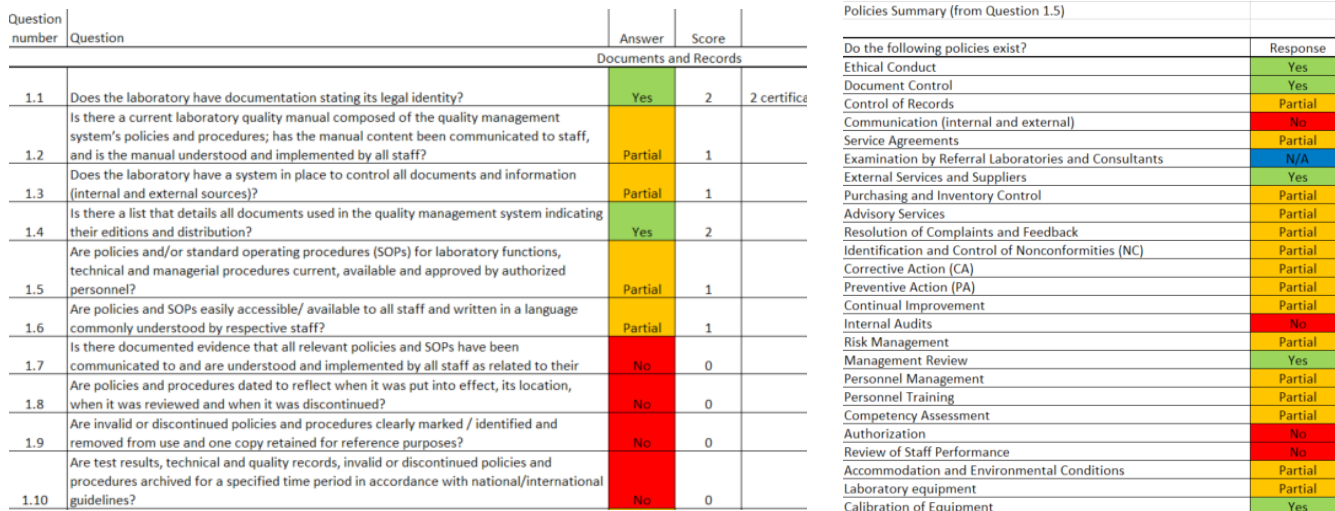 Question
number Question Answer Score
Documents and Records
1.1 Does the laboratory have documentation stating its legal identity? Yes 2 2 certifica
Is there a current laboratory quality manual composed of the quality management
system's policies and procedures; has the manual content been communicated to staff,
1.2 and is the manual understood and implemented by all staff? Partial 1
Does the laboratory have a system in place to control all documents and information
1.3 (internal and external sources)? Partial 1
Is there a list that details all documents used in the quality management system indicating
1.4 their editions and distribution? Yes 2
Are policies and/or standard operating procedures (SOPs) for laboratory functions,
technical and managerial procedures current, available and approved by authorized
1.5 personnel? Partial 1
Are policies and SOPs easily accessible/ available to all staff and written in a language
1.6 commonly understood by respective staff? Partial 1
Is there documented evidence that all relevant policies and SOPs have been
1.7 communicated to and are understood and implemented by all staff as related to their No 0
Are policies and procedures dated to reflect when it was put into effect, its location,
1.8 when it was reviewed and when it was discontinued? No 0
Are invalid or discontinued policies and procedures clearly marked / identified and
1.9 removed from use and one copy retained for reference purposes? No 0
Are test results, technical and quality records, invalid or discontinued policies and
procedures archived for a specified time period in accordance with national/international
1.10 guidelines? No 0
Policies Summary (from Question 1.5)
Do the following policies exist? Response
Ethical Conduct Yes
Document Control Yes
Control of Records Partial
Communication (internal and external) No
Service Agreements Partial
Examination by Referral Laboratories and Consultants N/A
External Services and Suppliers Yes
Purchasing and Inventory Control Partial
Advisory Services Partial
Resolution of Complaints and Feedback Partial
Identification and Control of Nonconformities (NC) Partial
Corrective Action (CA) Partial
Preventive Action (PA) Partial
Continual Improvement Partial
Internal Audits No
Risk Management Partial
Management Review Yes
Personnel Management Partial
Personnel Training Partial
Competency Assessment Partial
Authorization No
Review of Staff Performance No
Accommodation and Environmental Conditions Partial
Laboratory equipment Partial
Calibration of Equipment Yes